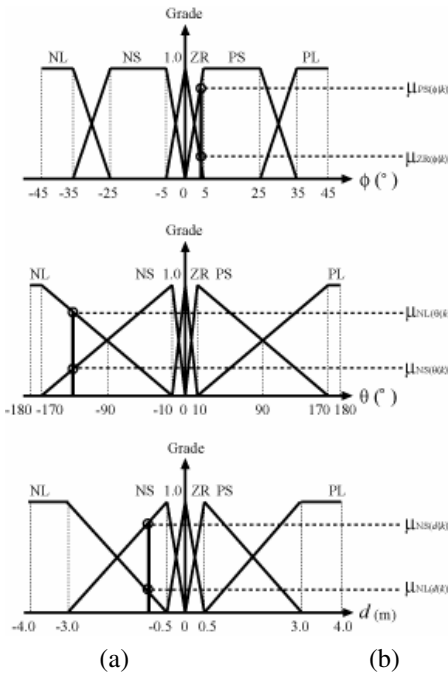 Grade
NL NS 1.0 ZR PS PL
μPS(ϕ(k)
μZR(ϕ(k)
-45 -35 -25 -5 0 5 25 35 45 ϕ (°)
Grade
NL NS 1.0 ZR PS PL
μNL(θ(k
μNS(θ(k)
-180 -170 -90 -10 0 10 90 170 180 θ (°)
Grade
NL NS 1.0 ZR PS PL
μNS(d(k)
μNL(d(k)
-4.0 -3.0 -0.5 0 0.5 3.0 4.0 d (m)
(a) (b)